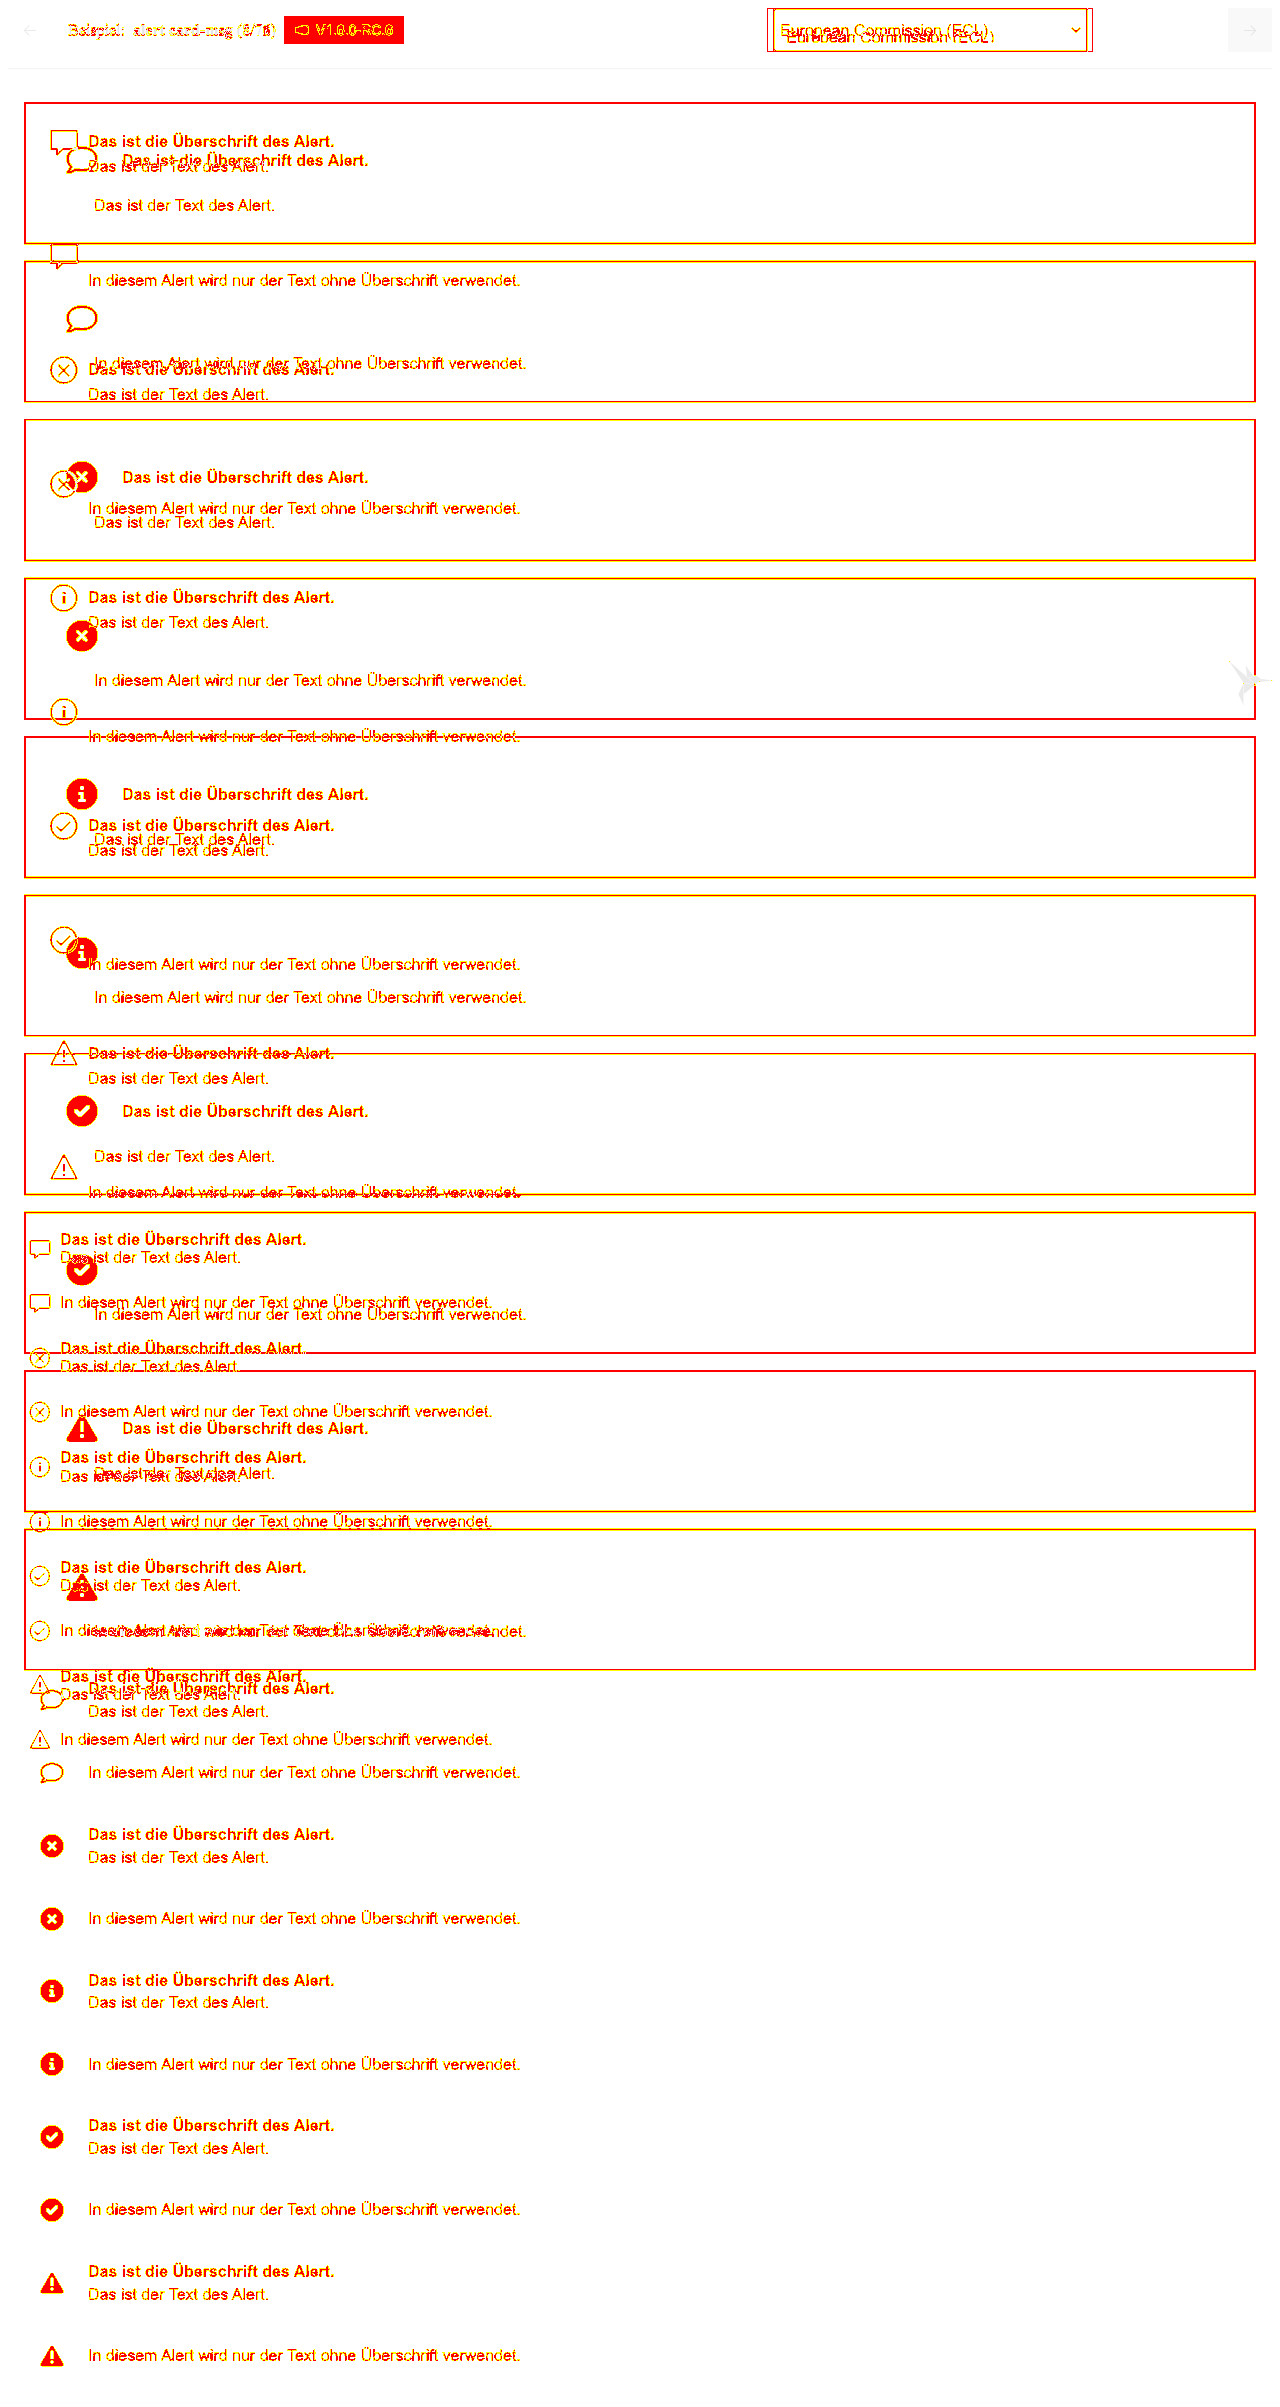 Beispiel: alert card-msg
European Commission (ECL)
European Commission (ECL)
Das ist die Überschrift des Alert.
Das ist die Überschrift des Alert.
Das ist der Text des Alert.
Das ist der Text des Alert.
In diesem Alert wird nur der Text ohne Überschrift verwendet.
In diesem Alert wird nur der Text ohne Überschrift verwendet.
Das ist die Überschrift des Alert.
Das ist der Text des Alert.
Das ist die Überschrift des Alert.
In diesem Alert wird nur der Text ohne Überschrift verwendet.
Das ist der Text des Alert.
Das ist die Überschrift des Alert.
Das ist der Text des Alert.
In diesem Alert wird nur der Text ohne Überschrift verwendet.
In diesem Alert wird nur der Text ohne Überschrift verwendet.
Das ist die Überschrift des Alert.
Das ist die Überschrift des Alert.
Das ist der Text des Alert.
Das ist der Text des Alert.
In diesem Alert wird nur der Text ohne Überschrift verwendet.
In diesem Alert wird nur der Text ohne Überschrift verwendet.
Das ist die Überschrift des Alert.
Das ist der Text des Alert.
Das ist die Überschrift des Alert.
Das ist der Text des Alert.
In diesem Alert wird nur der Text ohne Überschrift verwendet.
Das ist die Überschrift des Alert.
Das ist der Text des Alert.
In diesem Alert wird nur der Text ohne Überschrift verwendet.
In diesem Alert wird nur der Text ohne Überschrift verwendet.
Das ist die Überschrift des Alert.
Das ist der Text des Alert.
In diesem Alert wird nur der Text ohne Überschrift verwendet.
Das ist die Überschrift des Alert.
Das ist die Überschrift des Alert.
Das ist der Text des Alert.
Das ist der Text des Alert.
In diesem Alert wird nur der Text ohne Überschrift verwendet.
Das ist die Überschrift des Alert.
Das ist der Text des Alert.
In diesem Alert wird nur der Text ohne Überschrift verwendet.
Das ist die Überschrift des Alert.
Das ist die Überschrift des Alert.
Das ist der Text des Alert.
Das ist der Text des Alert.
In diesem Alert wird nur der Text ohne Überschrift verwendet.
In diesem Alert wird nur der Text ohne Überschrift verwendet.
Das ist die Überschrift des Alert.
Das ist der Text des Alert.
In diesem Alert wird nur der Text ohne Überschrift verwendet.
Das ist die Überschrift des Alert.
Das ist der Text des Alert.
In diesem Alert wird nur der Text ohne Überschrift verwendet.
Das ist die Überschrift des Alert.
Das ist der Text des Alert.
In diesem Alert wird nur der Text ohne Überschrift verwendet.
Das ist die Überschrift des Alert.
Das ist der Text des Alert.
In diesem Alert wird nur der Text ohne Überschrift verwendet.